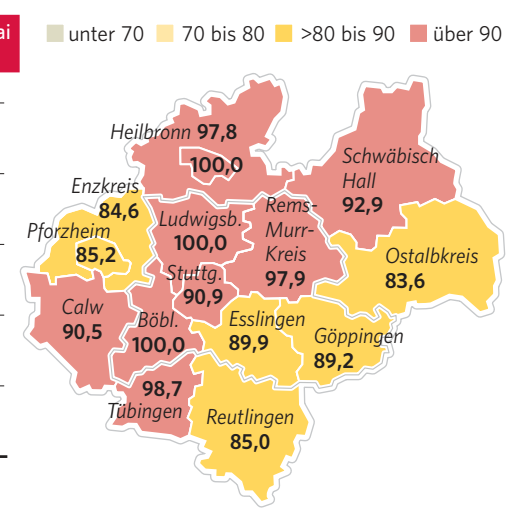 ai
unter 70
70 bis 80
>80 bis 90
über 90
Heilbronn 97,8
100,0
Schwäbisch
Hall
92,9
Enzkreis
84,6
Pforzheim
85,2
Ludwigsb.
100,0
Rems-
Murr-
Kreis
97,9
Ostalbkreis
83,6
Stuttg.
90,9
Calw
90,5
Böbl.
100,0
Esslingen
89,9
Göppingen
89,2
98,7
Tübingen
Reutlingen
85,0